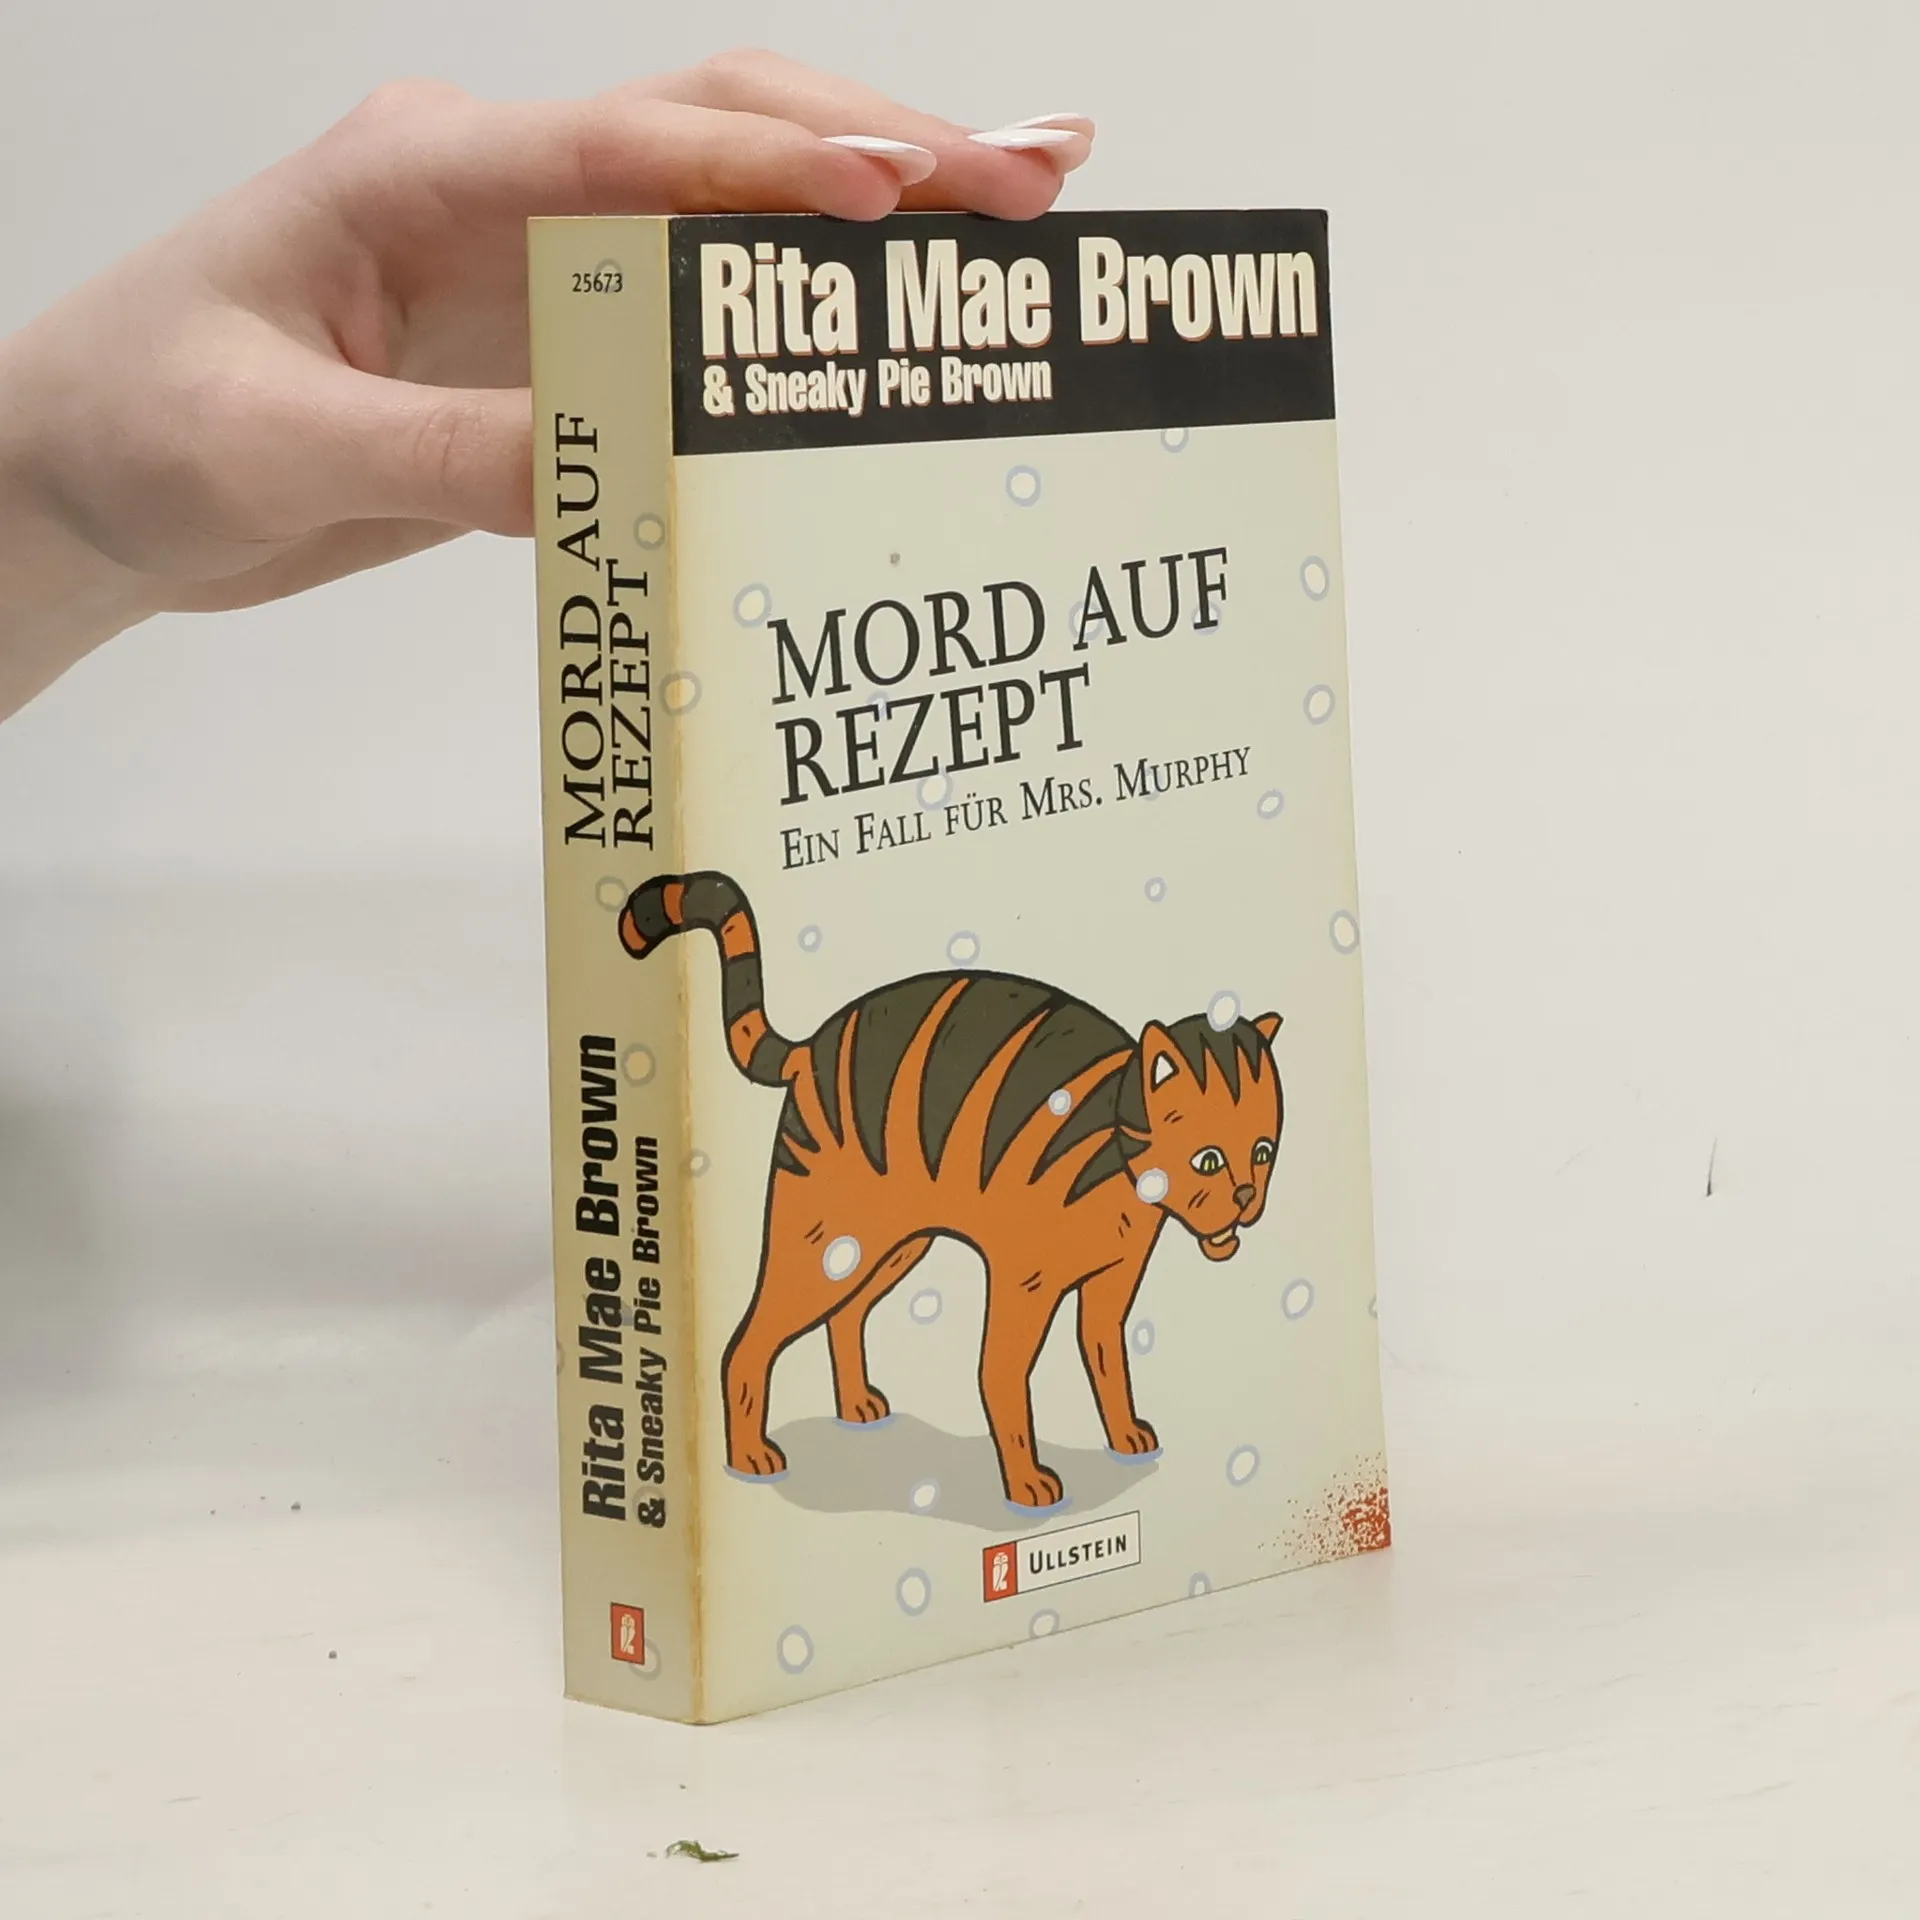 25673
MORD AUF
REZEPT
Rita Mae Brown
& Sneaky Pie Brown
Rita Mae Brown
& Sneaky Pie Brown
MORD AUF
REZEPT
EIN FALL FÜR MRS. MURPHY
ULLSTEIN